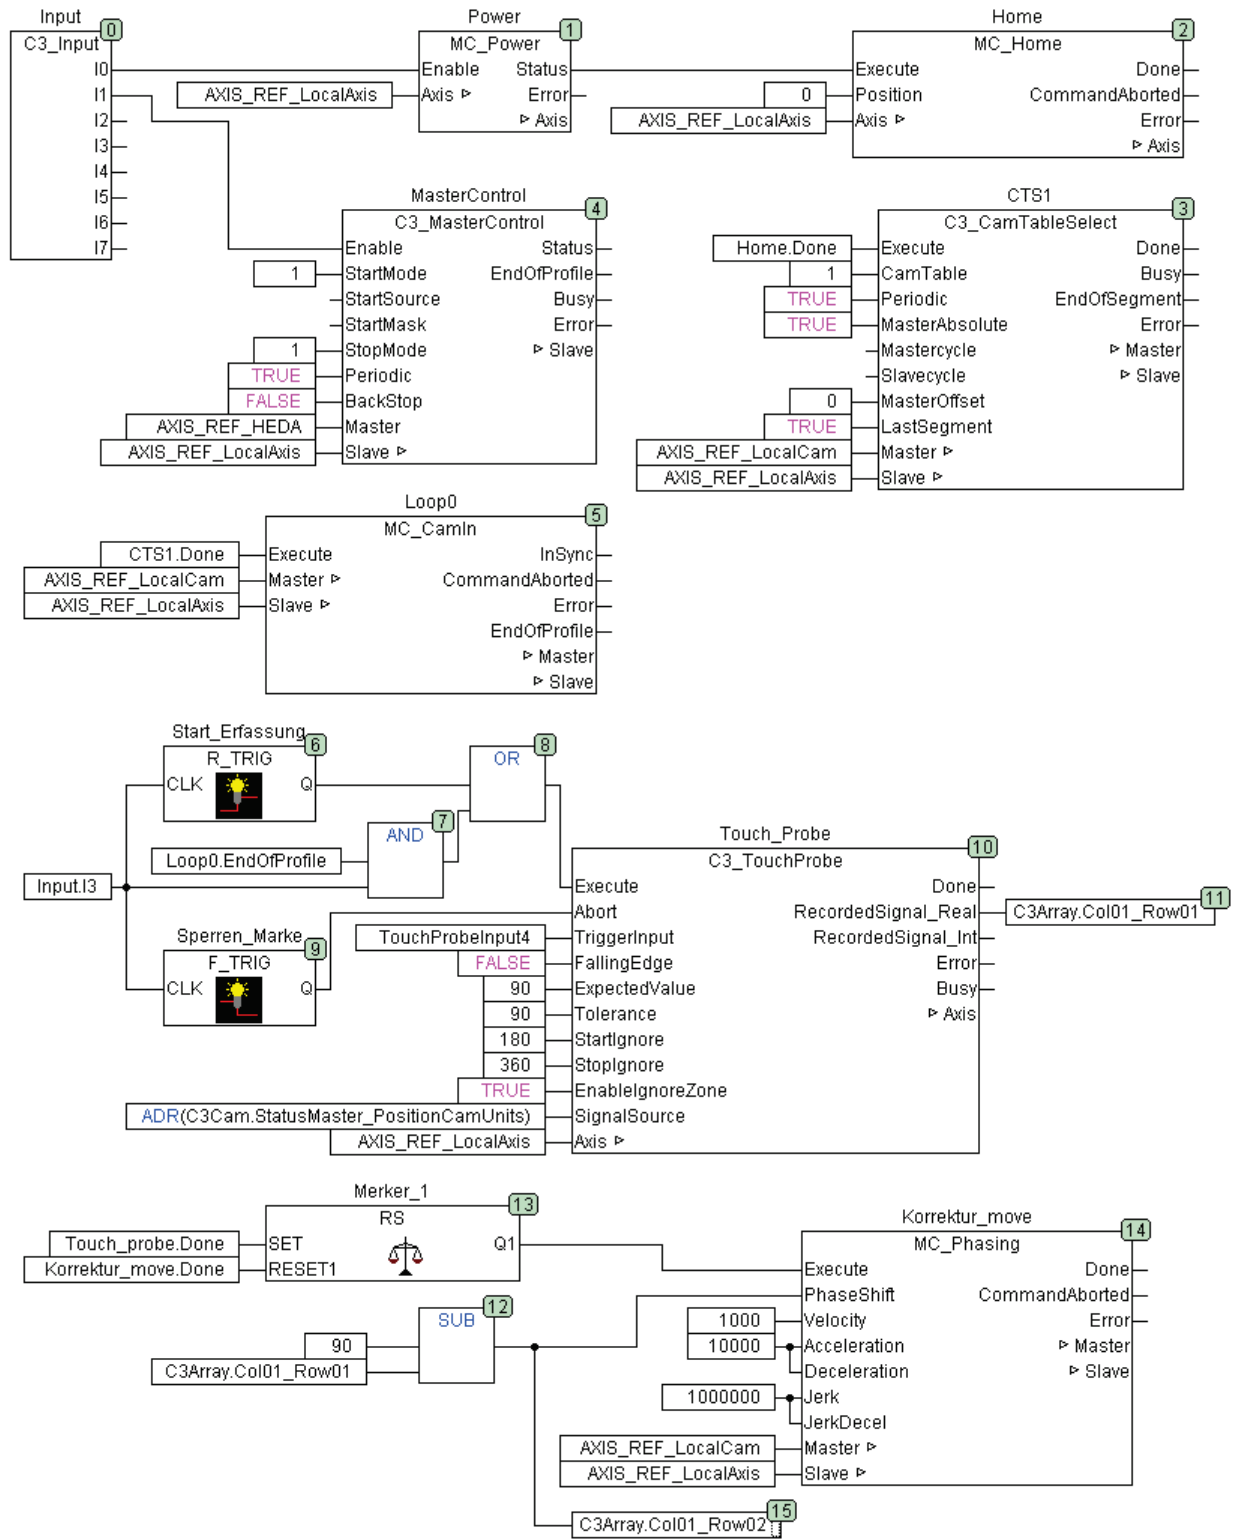 Input
0
C3_Input
I0
I1
I2
I3
I4
I5
I6
I7
Power
1
MC_Power
Enable Status
AXIS_REF_LocalAxis Axis Error
Axis
Home
2
MC_Home
Execute Done
0 Position CommandAborted
AXIS_REF_LocalAxis Axis Error
Axis
MasterControl
4
C3_MasterControl
Enable Status
1 StartMode EndOfProfile
StartSource Busy
StartMask Error
1 StopMode Slave
TRUE Periodic
FALSE BackStop
AXIS_REF_HEDA Master
AXIS_REF_LocalAxis Slave
CTS1
3
C3_CamTableSelect
Home.Done Execute Done
1 CamTable Busy
TRUE Periodic EndOfSegment
TRUE MasterAbsolute Error
Mastercycle Master
Slavecycle Slave
0 MasterOffset
TRUE LastSegment
AXIS_REF_LocalCam Master
AXIS_REF_LocalAxis Slave
Loop0
5
MC_CamIn
CTS1.Done Execute InSync
AXIS_REF_LocalCam Master CommandAborted
AXIS_REF_LocalAxis Slave Error
EndOfProfile
Master
Slave
Start_Erfassung
6
R_TRIG
CLK Q
8
OR
7
AND
Loop0.EndOfProfile
Input.I3
Sperren_Marke
9
F_TRIG
CLK Q
Touch_Probe
10
C3_TouchProbe
Execute Done
Abort RecordedSignal_Real
11
C3Array.Col01_Row01
TouchProbeInput4 TriggerInput RecordedSignal_Int
FALSE FallingEdge Error
90 ExpectedValue Busy
90 Tolerance Axis
180 StartIgnore
360 StopIgnore
TRUE EnableIgnoreZone
ADR(C3Cam.StatusMaster_PositionCamUnits) SignalSource
AXIS_REF_LocalAxis Axis
Merker_1
13
RS
Touch_probe.Done SET Q1
Korrektur_move.Done RESET1
12
SUB
90
C3Array.Col01_Row01
Korrektur_move
14
MC_Phasing
Execute Done
PhaseShift CommandAborted
1000 Velocity Error
10000 Acceleration Master
Deceleration Slave
1000000 Jerk
JerkDecel
AXIS_REF_LocalCam Master
AXIS_REF_LocalAxis Slave
15
C3Array.Col01_Row02